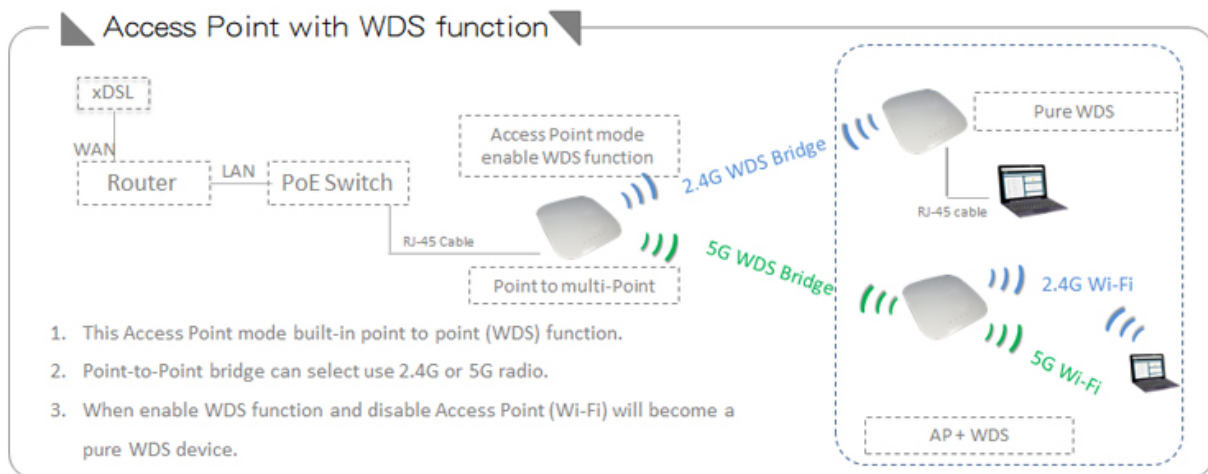 Access Point with WDS function
xDSL
WAN
Router
LAN
PoE Switch
RJ-45 Cable
Access Point mode
enable WDS function
Point to multi-Point
2.4G WDS Bridge
5G WDS Bridge
Pure WDS
RJ-45 cable
2.4G Wi-Fi
5G Wi-Fi
AP + WDS
1. This Access Point mode built-in point to point (WDS) function.
2. Point-to-Point bridge can select use 2.4G or 5G radio.
3. When enable WDS function and disable Access Point (Wi-Fi) will become a
pure WDS device.